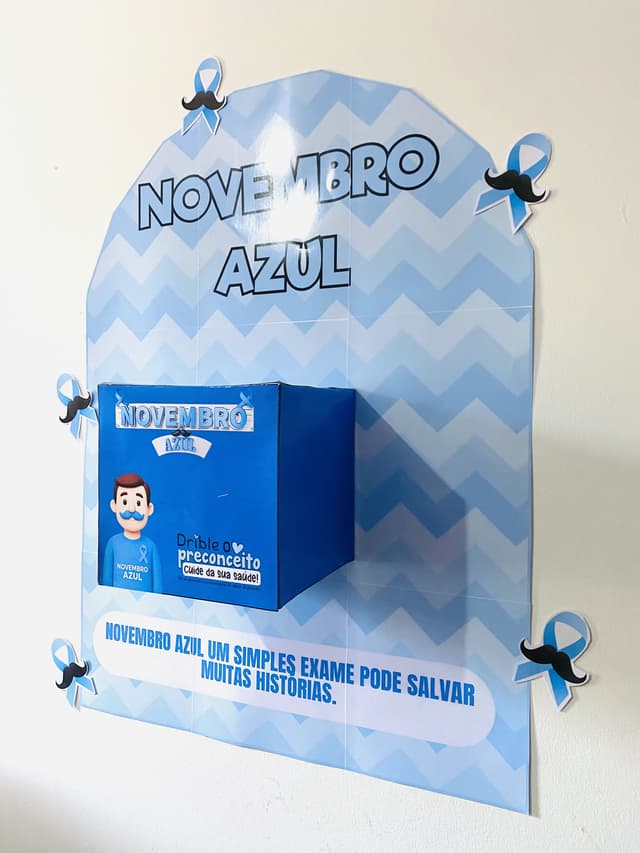 NOVEMBRO
AZUL
NOVEMBRO
AZUL
Drible o
preconceito
Cuide da sua saúde!
NOVEMBRO
AZUL
NOVEMBRO AZUL UM SIMPLES EXAME PODE SALVAR
MUITAS HISTÓRIAS.